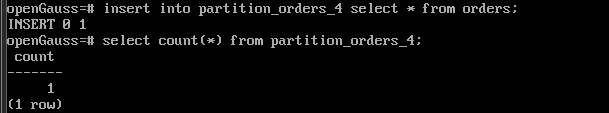 openGauss=# insert into partition_orders_4 select * from orders;
INSERT 0 1
openGauss=# select count(*) from partition_orders_4;
 count
-------
     1
(1 row)